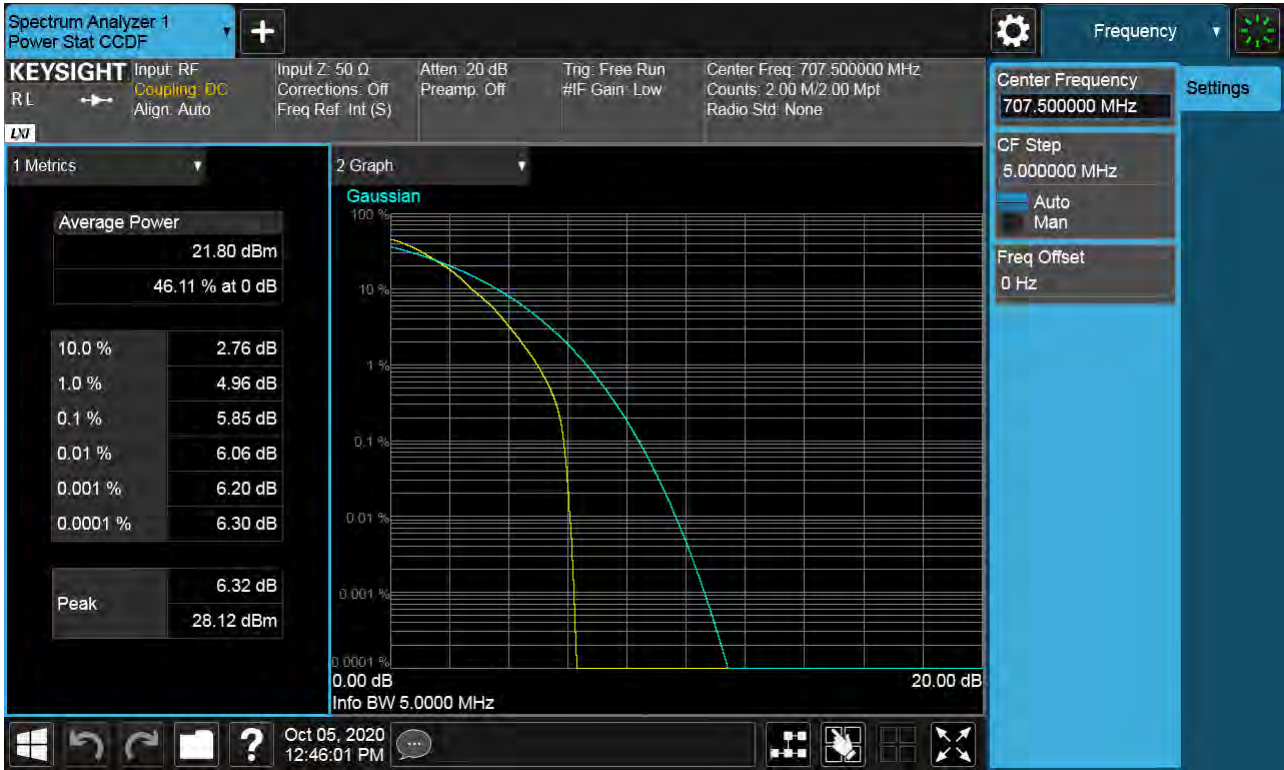 Spectrum Analyzer 1
Power Stat CCDF
Frequency
KEYSIGHT
R L
LXI
Input: RF
Coupling: DC
Align: Auto
Input Z: 50 Ω
Corrections: Off
Freq Ref: Int (S)
Atten: 20 dB
Preamp: Off
Trig: Free Run
#IF Gain: Low
Center Freq: 707.500000 MHz
Counts: 2.00 M/2.00 Mpt
Radio Std: None
Center Frequency
707.500000 MHz
Settings
CF Step
5.000000 MHz
Auto
Man
Freq Offset
0 Hz
1 Metrics
Average Power
21.80 dBm
46.11 % at 0 dB
10.0 % 2.76 dB
1.0 % 4.96 dB
0.1 % 5.85 dB
0.01 % 6.06 dB
0.001 % 6.20 dB
0.0001 % 6.30 dB
Peak
6.32 dB
28.12 dBm
2 Graph
Gaussian
100 %
10 %
1 %
0.1 %
0.01 %
0.001 %
0.0001 %
0.00 dB
20.00 dB
Info BW 5.0000 MHz
?
Oct 05, 2020
12:46:01 PM